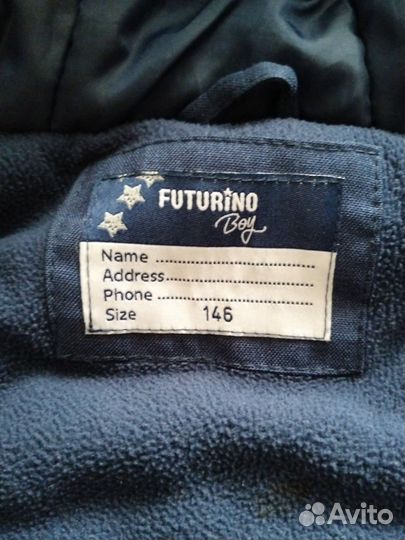 FUTURINO
Boy
Name ........................................
Address ...................................
Phone ........................................
Size 146
Avito